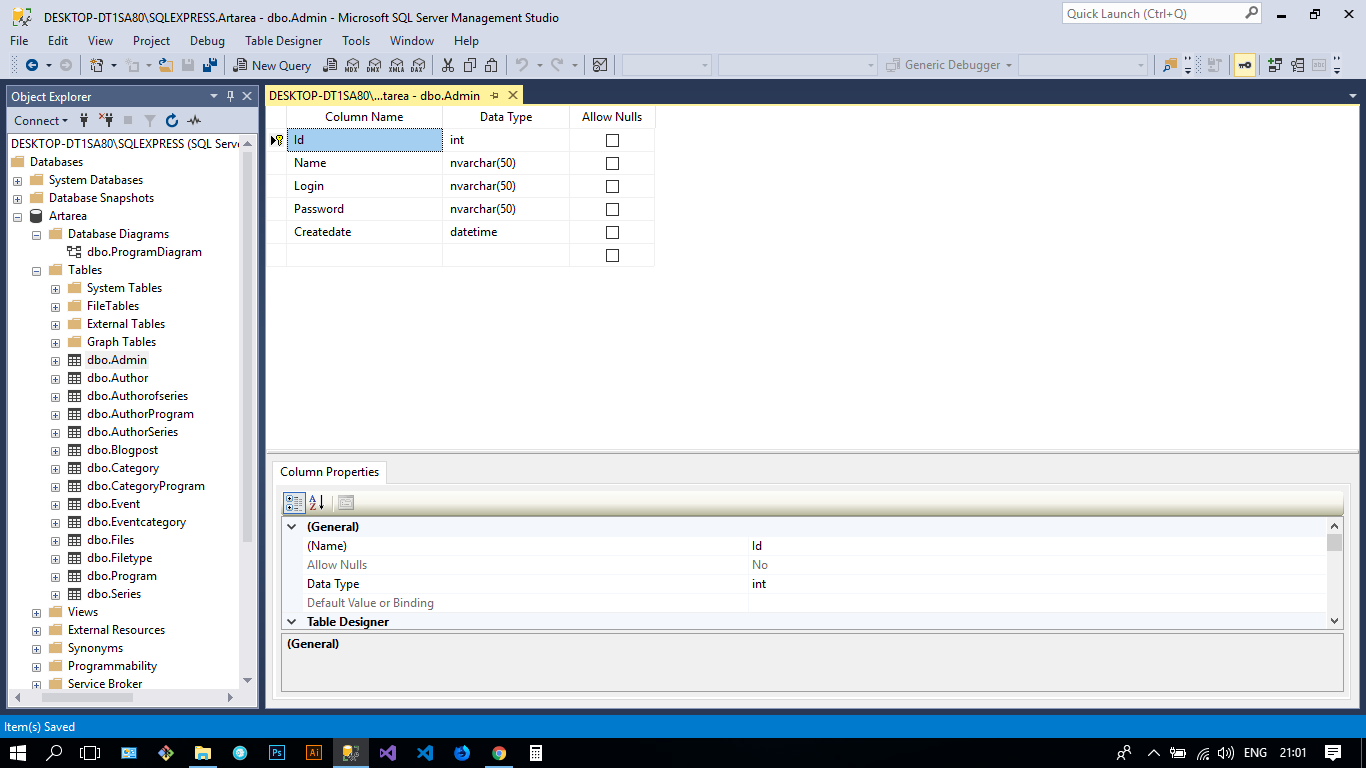 DESKTOP-DT1SA80\SQLEXPRESS.Artarea - dbo.Admin - Microsoft SQL Server Management Studio
Quick Launch (Ctrl+Q)
File Edit View Project Debug Table Designer Tools Window Help
New Query MDX DMX XMLA DAX Generic Debugger
Object Explorer
DESKTOP-DT1SA80\...tarea - dbo.Admin
Connect
Column Name Data Type Allow Nulls
Id int
Name nvarchar(50)
Login nvarchar(50)
Password nvarchar(50)
Createdate datetime
DESKTOP-DT1SA80\SQLEXPRESS (SQL Serve
Databases
System Databases
Database Snapshots
Artarea
Database Diagrams
dbo.ProgramDiagram
Tables
System Tables
FileTables
External Tables
Graph Tables
dbo.Admin
dbo.Author
dbo.Authorofseries
dbo.AuthorProgram
dbo.AuthorSeries
dbo.Blogpost
dbo.Category
dbo.CategoryProgram
dbo.Event
dbo.Eventcategory
dbo.Files
dbo.Filetype
dbo.Program
dbo.Series
Views
External Resources
Synonyms
Programmability
Service Broker
Column Properties
A Z
(General)
(Name) Id
Allow Nulls No
Data Type int
Default Value or Binding
Table Designer
(General)
Item(s) Saved
Ps Ai ENG 21:01